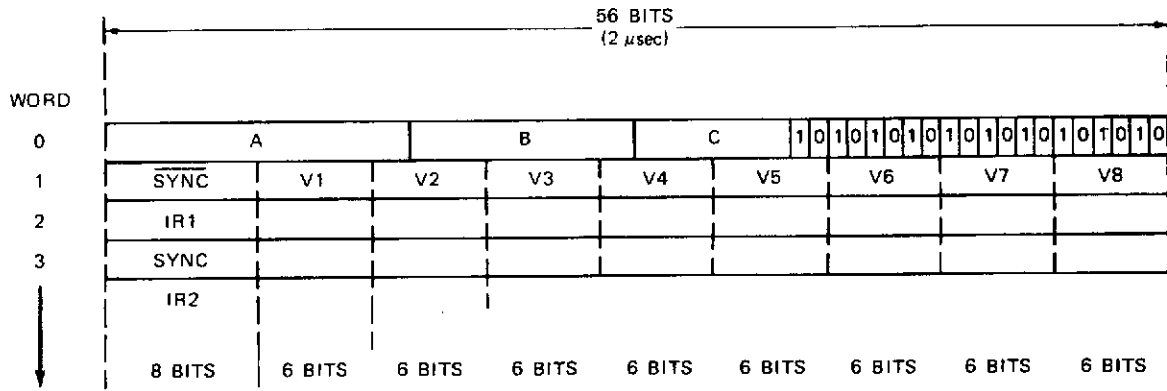 56 BITS
(2 μsec)
WORD
0 A B C 1 0 1 0 1 0 1 0 1 0 1 0 1 0 1 0 1 0 1 0
1 SYNC V1 V2 V3 V4 V5 V6 V7 V8
2 IR1
3 SYNC
IR2
8 BITS 6 BITS 6 BITS 6 BITS 6 BITS 6 BITS 6 BITS 6 BITS 6 BITS